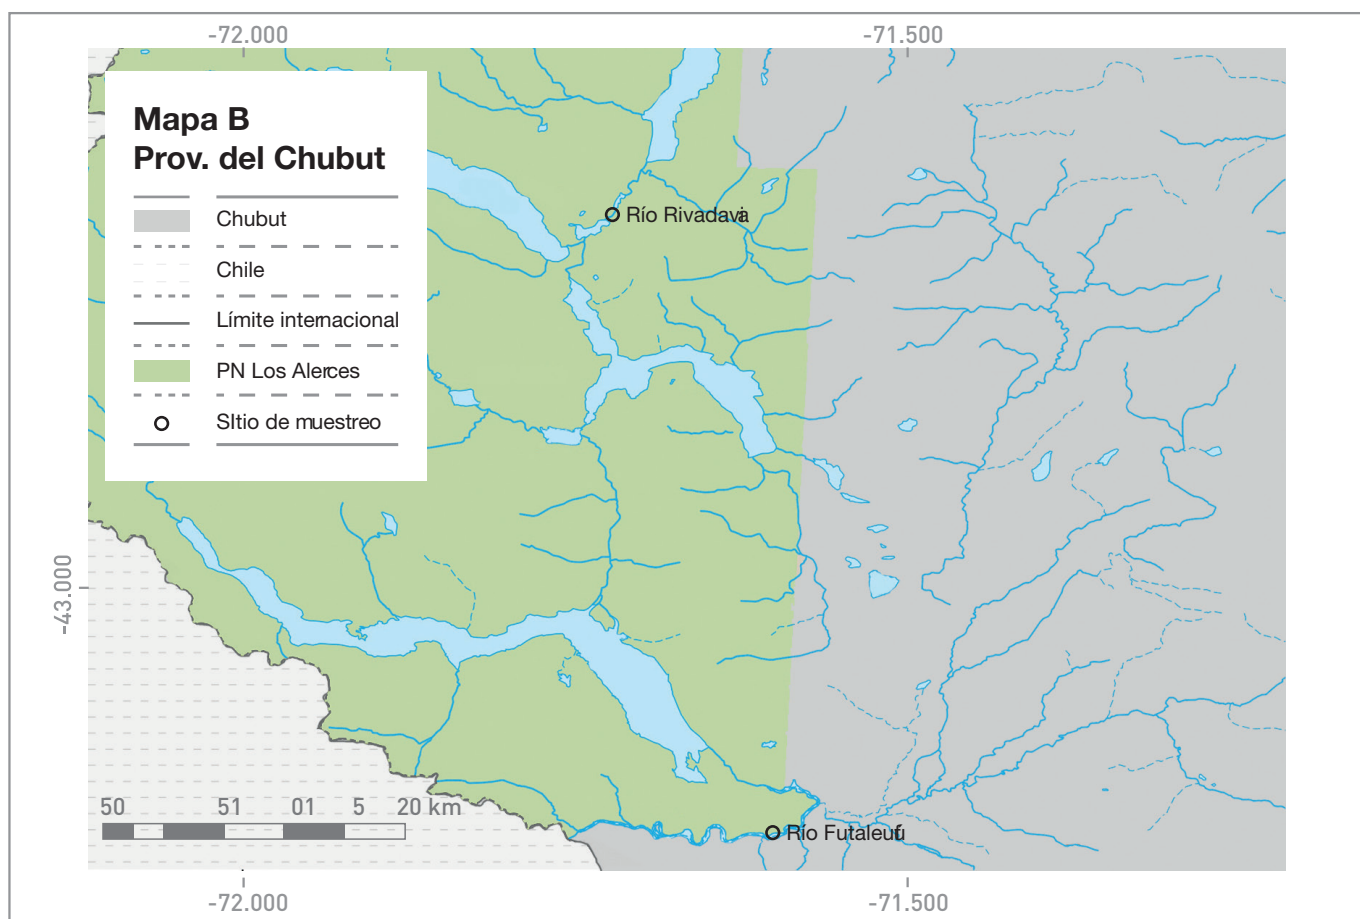 -72.000 -71.500
Mapa B
Prov. del Chubut
Chubut
Chile
Límite internacional
PN Los Alerces
SItio de muestreo
Río Rivadavia
-43.000
50 51 01 5 20 km
Río Futaleufú
-72.000 -71.500